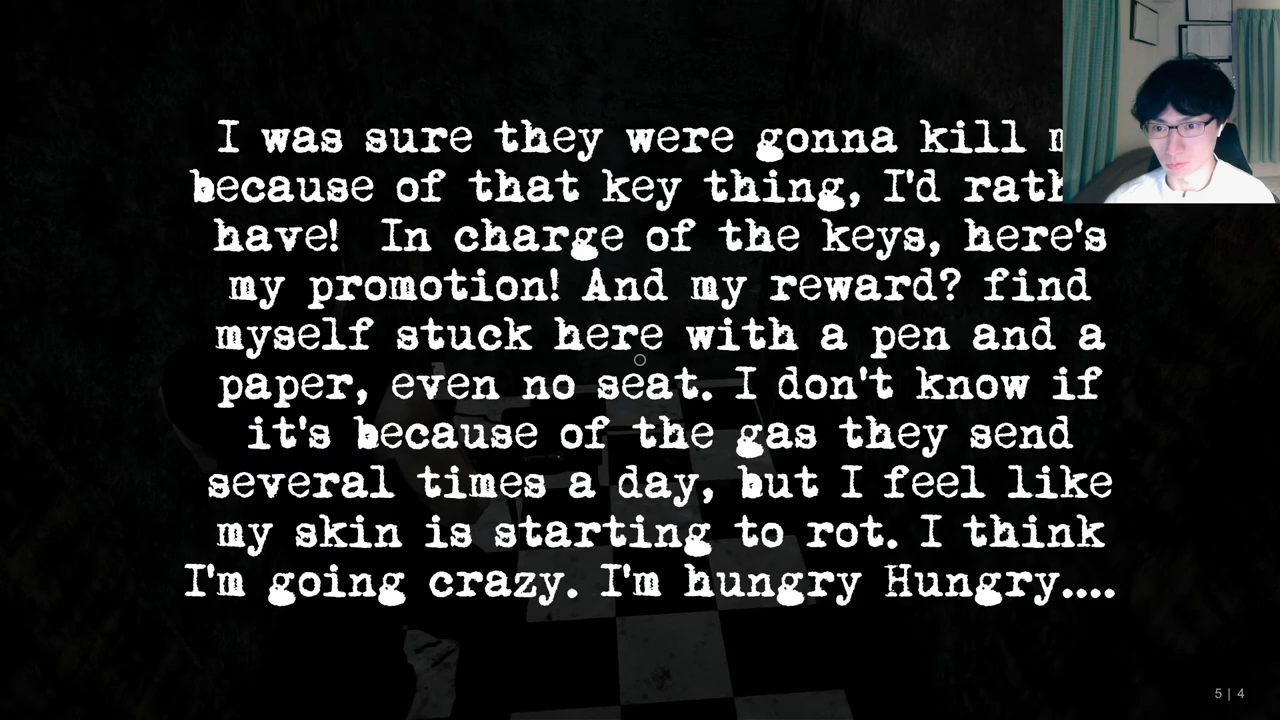 I was sure they were gonna kill
because of that key thing, I'd
have!  In charge of the keys, here's
my promotion! And my reward? find
myself stuck here with a pen and a
paper, even no seat. I don't know if
it's because of the gas they send
several times a day, but I feel like
my skin is starting to rot. I think
I'm going crazy. I'm hungry Hungry....
5 | 4